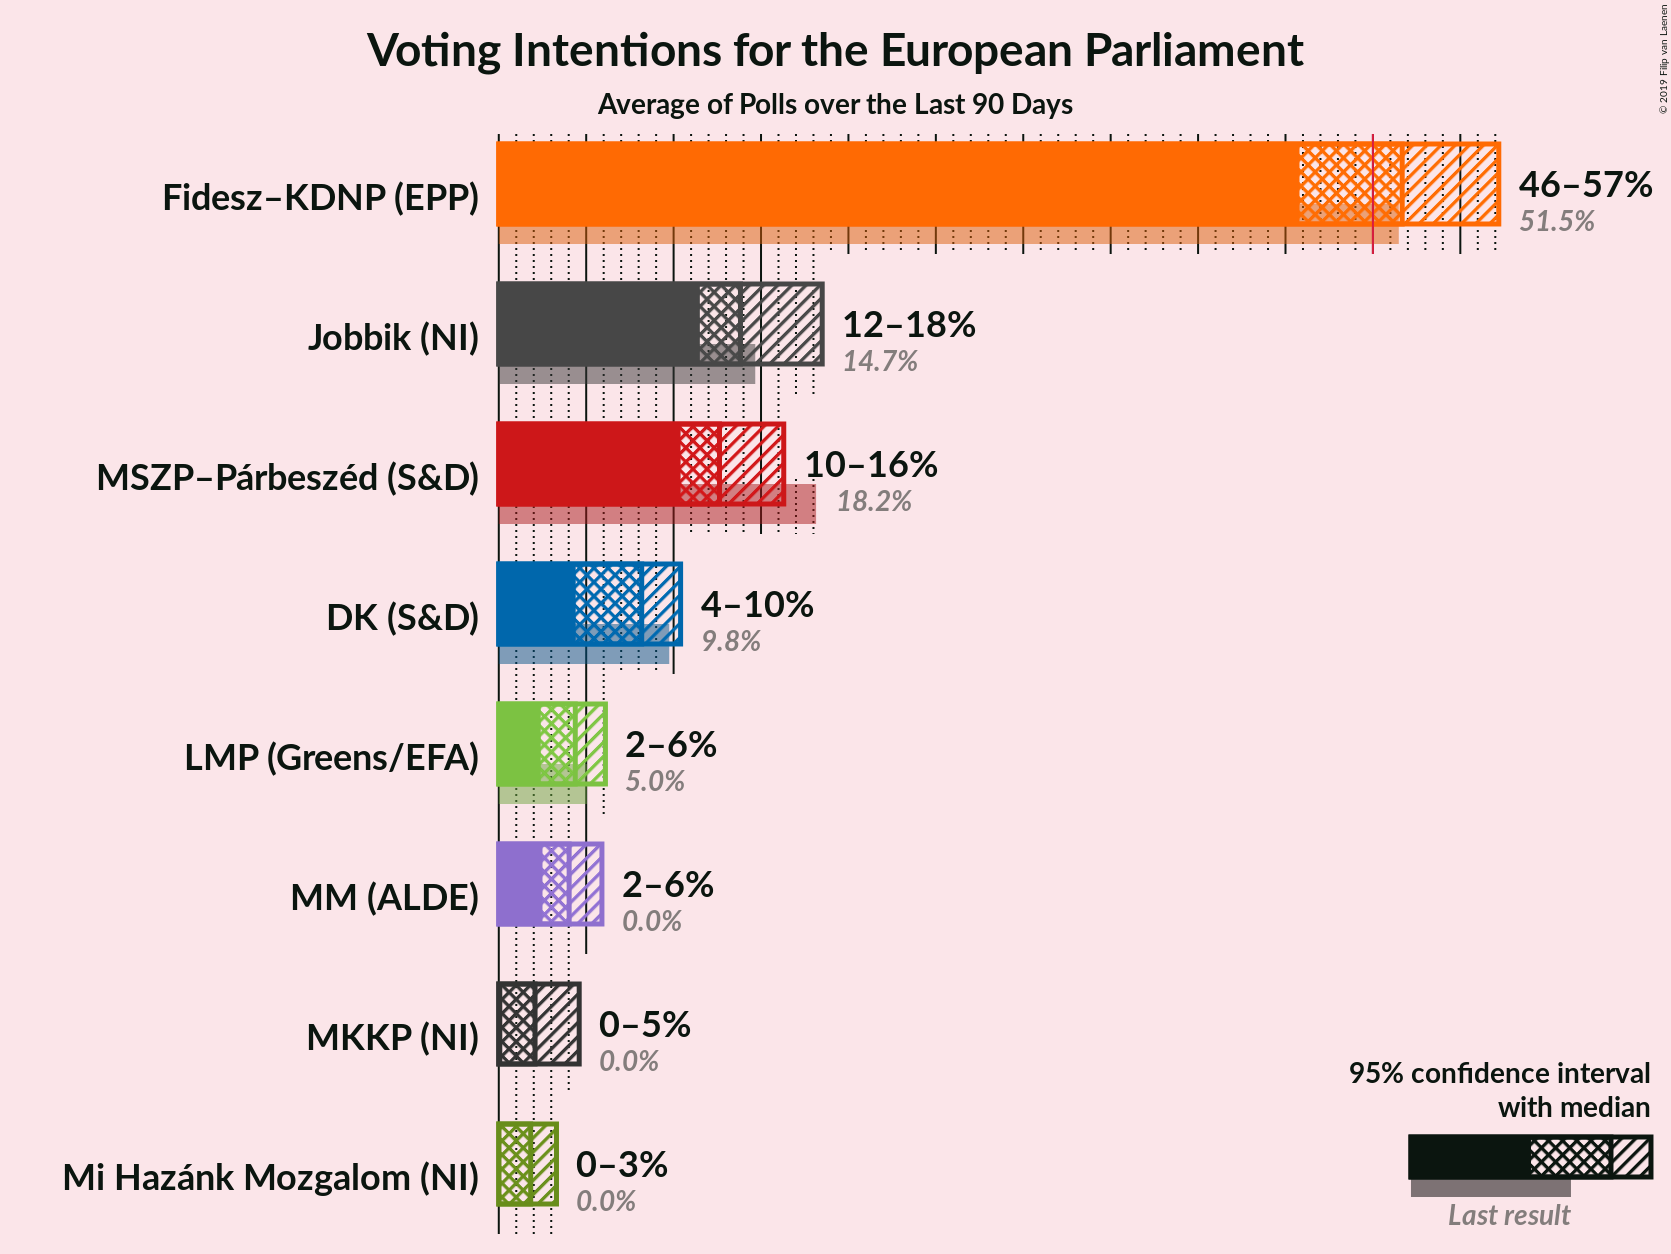 Voting Intentions for the European Parliament
Average of Polls over the Last 90 Days
© 2019 Filip van Laenen
Fidesz–KDNP (EPP)
46–57%
51.5%
Jobbik (NI)
12–18%
14.7%
MSZP–Párbeszéd (S&D)
10–16%
18.2%
DK (S&D)
4–10%
9.8%
LMP (Greens/EFA)
2–6%
5.0%
MM (ALDE)
2–6%
0.0%
MKKP (NI)
0–5%
0.0%
Mi Hazánk Mozgalom (NI)
0–3%
0.0%
95% confidence interval
with median
Last result